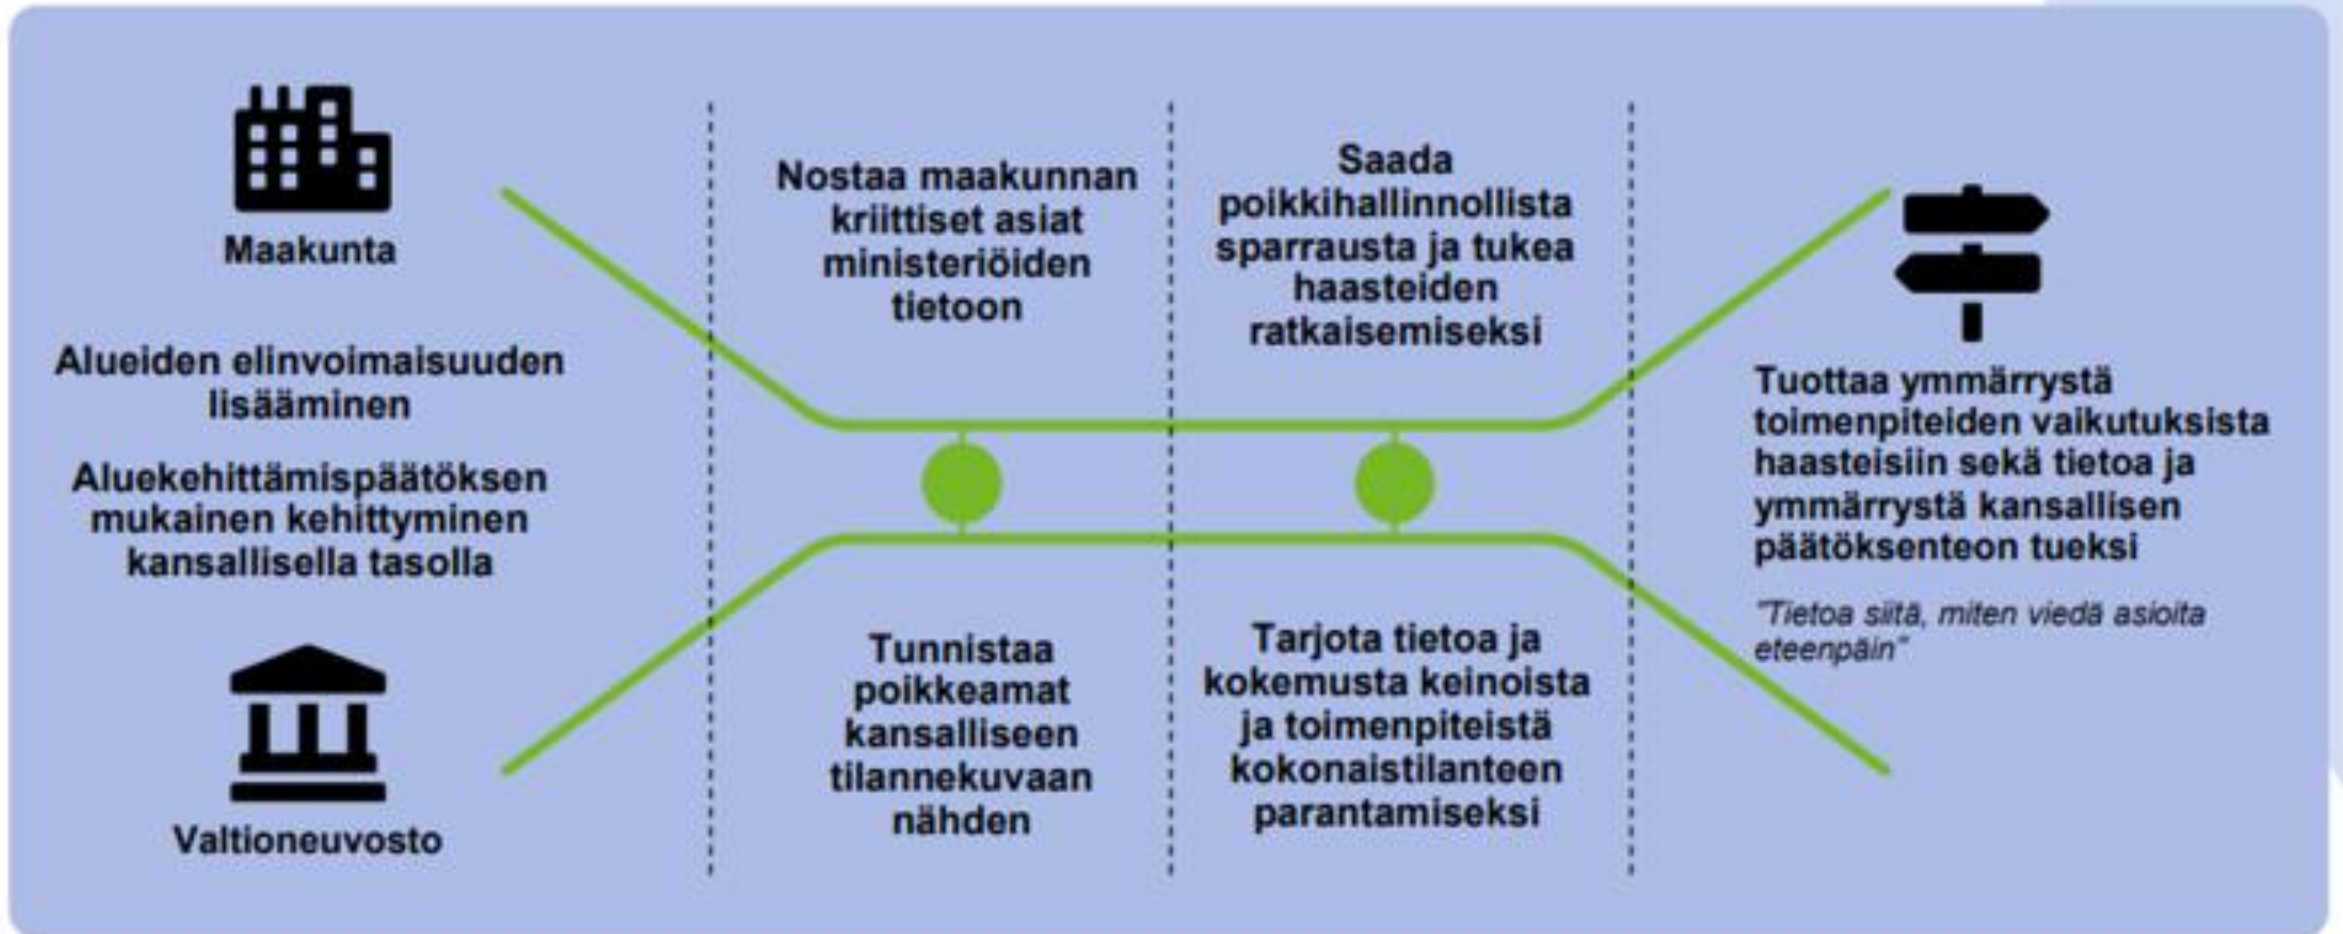 Maakunta
Alueiden elinvoimaisuuden
lisääminen
Aluekehittämispäätöksen
mukainen kehittyminen
kansallisella tasolla
Valtioneuvosto
Nostaa maakunnan
kriittiset asiat
ministeriöiden
tietoon
Tunnistaa
poikkeamat
kansalliseen
tilannekuvaan
nähden
Saada
poikkihallinnollista
sparrausta ja tukea
haasteiden
ratkaisemiseksi
Tarjota tietoa ja
kokemusta keinoista
ja toimenpiteistä
kokonaistilanteen
parantamiseksi
Tuottaa ymmärrystä
toimenpiteiden vaikutuksista
haasteisiin sekä tietoa ja
ymmärrystä kansallisen
päätöksenteon tueksi
"Tietoa siitä, miten viedä asioita
eteenpäin"